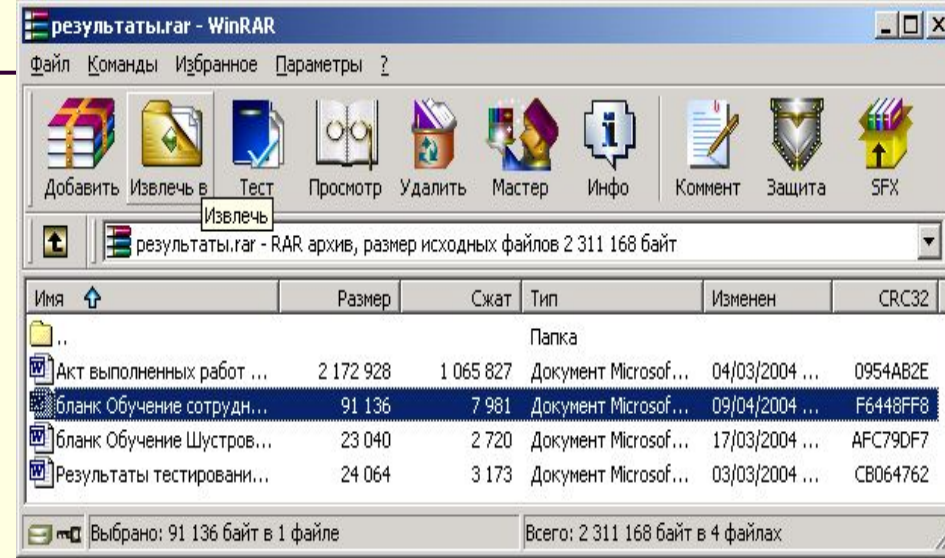 результаты.rar - WinRAR
Файл Команды Избранное Параметры ?
Добавить Извлечь в Тест Просмотр Удалить Мастер Инфо Коммент Защита SFX
Извлечь
результаты.rar - RAR архив, размер исходных файлов 2 311 168 байт
Имя Размер Сжат Тип Изменен CRC32
.. Папка
Акт выполненных работ ... 2 172 928 1 065 827 Документ Microsof... 04/03/2004 ... 0954AB2E
бланк Обучение сотрудн... 91 136 7 981 Документ Microsof... 09/04/2004 ... F6448FF8
бланк Обучение Шустров... 23 040 2 720 Документ Microsof... 17/03/2004 ... AFC79DF7
Результаты тестировани... 24 064 3 173 Документ Microsof... 03/03/2004 ... CB064762
Выбрано: 91 136 байт в 1 файле Всего: 2 311 168 байт в 4 файлах